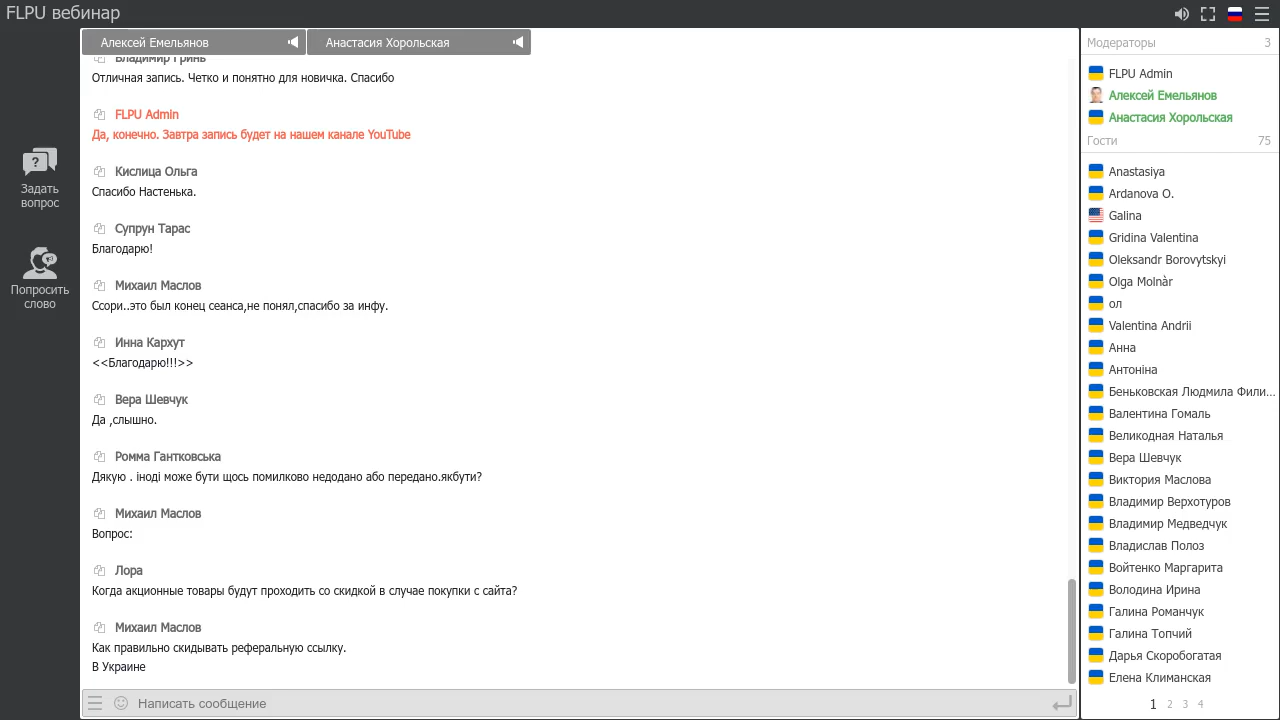 FLPU вебинар
Алексей Емельянов
Анастасия Хорольская
Задать
вопрос
Попросить
слово
Владимир Гринь
Отличная запись. Четко и понятно для новичка. Спасибо
FLPU Admin
Да, конечно. Завтра запись будет на нашем канале YouTube
Кислица Ольга
Спасибо Настенька.
Супрун Тарас
Благодарю!
Михаил Маслов
Ссори..это был конец сеанса,не понял,спасибо за инфу.
Инна Кархут
<<Благодарю!!!>>
Вера Шевчук
Да ,слышно.
Ромма Гантковська
Дякую . іноді може бути щось помилково недодано або передано.якбути?
Михаил Маслов
Вопрос:
Лора
Когда акционные товары будут проходить со скидкой в случае покупки с сайта?
Михаил Маслов
Как правильно скидывать реферальную ссылку.
В Украине
Написать сообщение
Модераторы 3
FLPU Admin
Алексей Емельянов
Анастасия Хорольская
Гости 75
Anastasiya
Ardanova O.
Galina
Gridina Valentina
Oleksandr Borovytskyi
Olga Molnàr
ол
Valentina Andrii
Анна
Антоніна
Беньковская Людмила Фили...
Валентина Гомаль
Великодная Наталья
Вера Шевчук
Виктория Маслова
Владимир Верхотуров
Владимир Медведчук
Владислав Полоз
Войтенко Маргарита
Володина Ирина
Галина Романчук
Галина Топчий
Дарья Скоробогатая
Елена Климанская
1 2 3 4